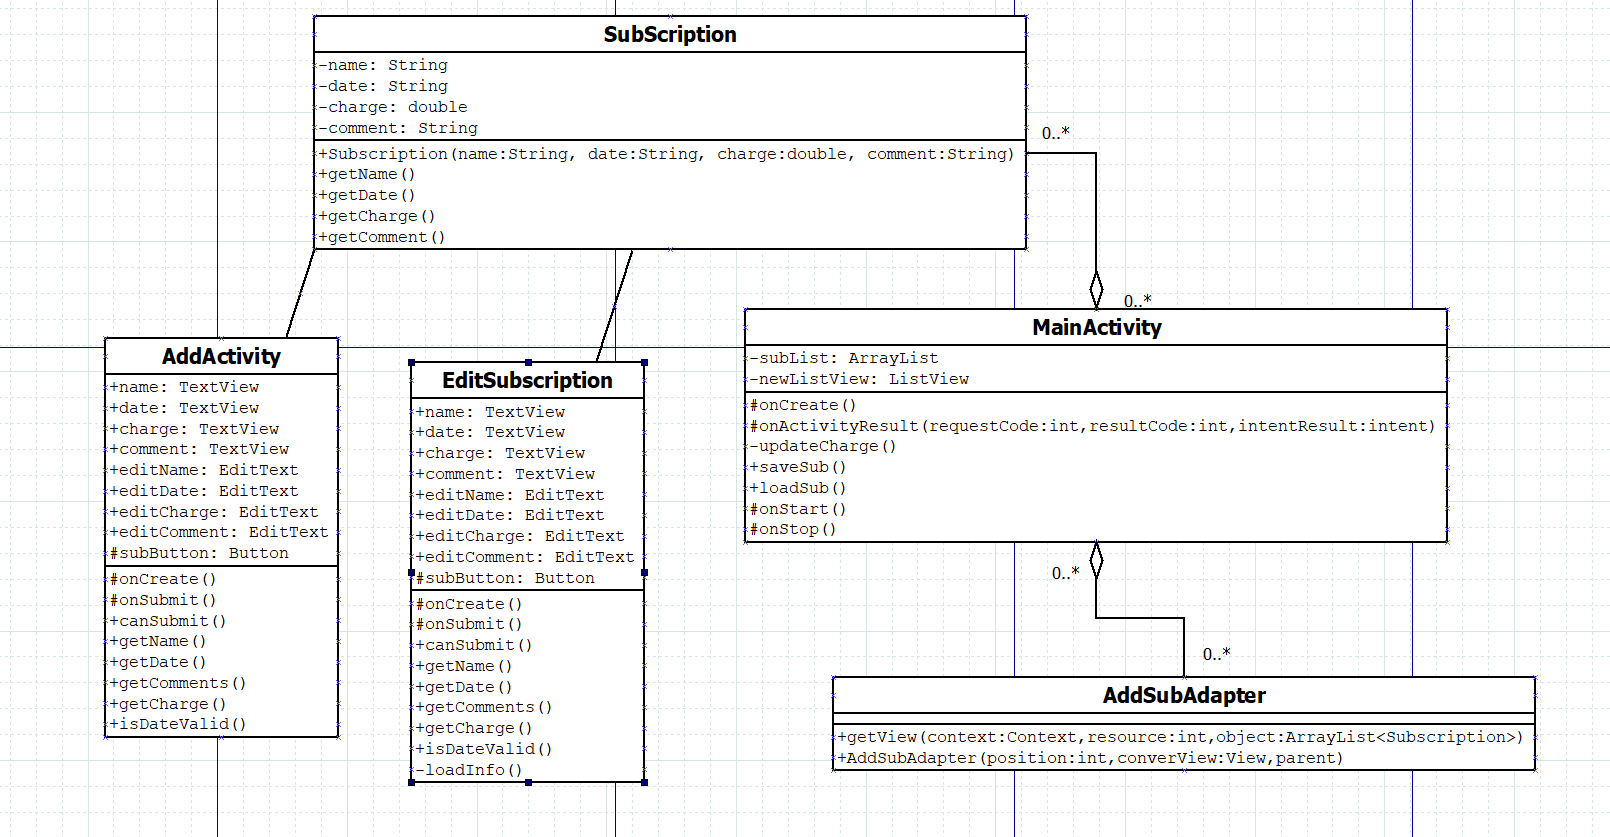 SubScription
-name: String
-date: String
-charge: double
-comment: String
+Subscription(name:String, date:String, charge:double, comment:String)
+getName()
+getDate()
+getCharge()
+getComment()
0..*
0..*
AddActivity
+name: TextView
+date: TextView
+charge: TextView
+comment: TextView
+editName: EditText
+editDate: EditText
+editCharge: EditText
+editComment: EditText
#subButton: Button
#onCreate()
#onSubmit()
+canSubmit()
+getName()
+getDate()
+getComments()
+getCharge()
+isDateValid()
EditSubscription
+name: TextView
+date: TextView
+charge: TextView
+comment: TextView
+editName: EditText
+editDate: EditText
+editCharge: EditText
+editComment: EditText
#subButton: Button
#onCreate()
#onSubmit()
+canSubmit()
+getName()
+getDate()
+getComments()
+getCharge()
+isDateValid()
-loadInfo()
MainActivity
-subList: ArrayList
-newListView: ListView
#onCreate()
#onActivityResult(requestCode:int,resultCode:int,intentResult:intent)
-updateCharge()
+saveSub()
+loadSub()
#onStart()
#onStop()
0..*
0..*
AddSubAdapter
+getView(context:Context,resource:int,object:ArrayList<Subscription>)
+AddSubAdapter(position:int,converView:View,parent)